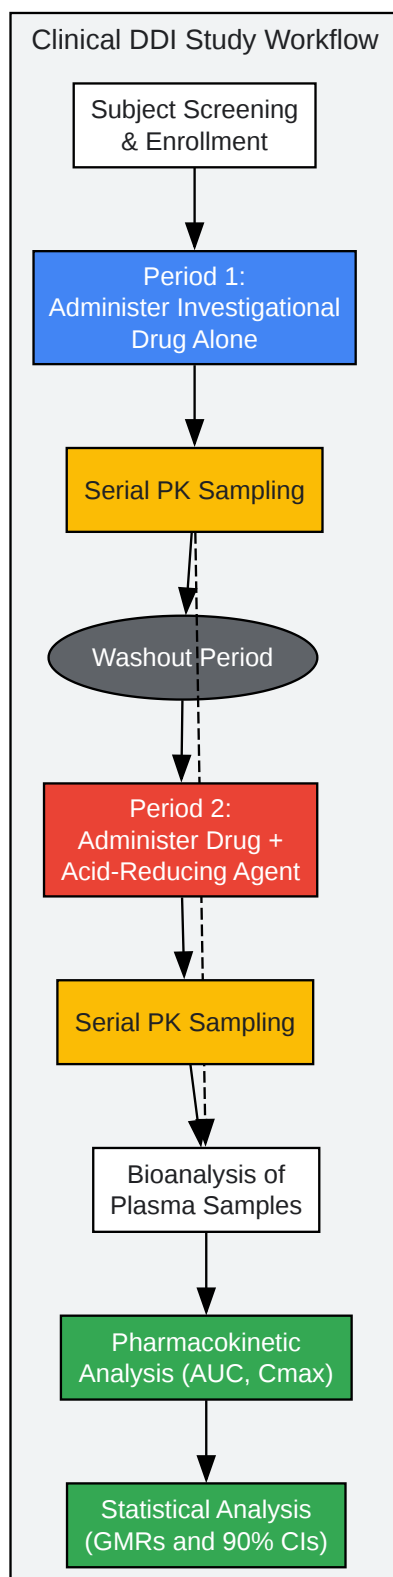 Clinical DDI Study Workflow
Subject Screening
& Enrollment
Period 1:
Administer Investigational
Drug Alone
Serial PK Sampling
Washout Period
Period 2:
Administer Drug +
Acid-Reducing Agent
Serial PK Sampling
Bioanalysis of
Plasma Samples
Pharmacokinetic
Analysis (AUC, Cmax)
Statistical Analysis
(GMRs and 90% CIs)